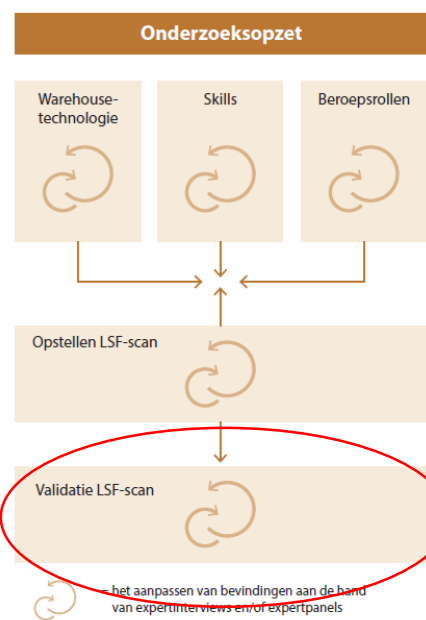 Onderzoeksopzet
Warehouse-
technologie
Skills
Beroepsrollen
Opstellen LSF-scan
Validatie LSF-scan
= het aanpassen van bevindingen aan de hand
van expertinterviews en/of expertpanels